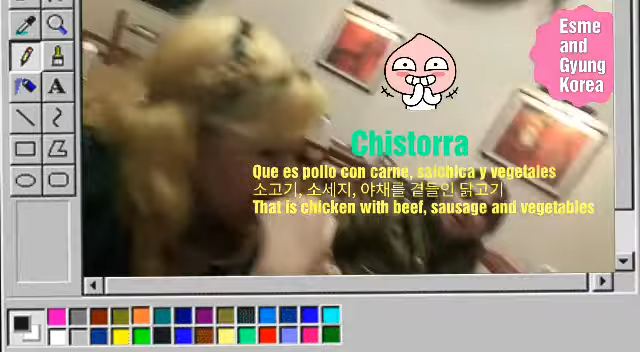 Esme
and
Gyung
Korea
Chistorra
Que es pollo con carne, salchicha y vegetales
소고기, 소세지, 야채를 곁들인 닭고기
That is chicken with beef, sausage and vegetables
A